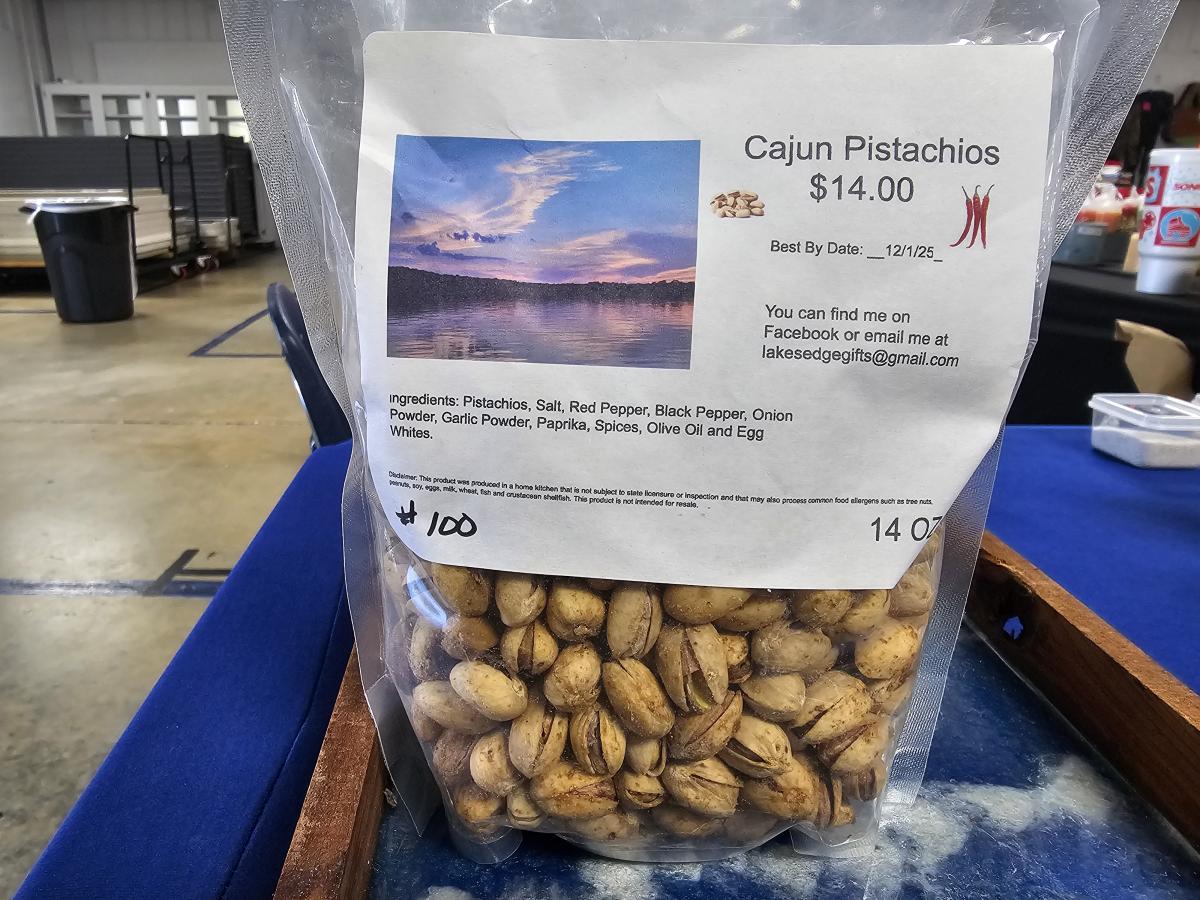 Cajun Pistachios
$14.00
Best By Date: __12/1/25_
You can find me on
Facebook or email me at
lakesedgegifts@gmail.com
Ingredients: Pistachios, Salt, Red Pepper, Black Pepper, Onion
Powder, Garlic Powder, Paprika, Spices, Olive Oil and Egg
Whites.
Disclaimer: This product was produced in a home kitchen that is not subject to state licensure or inspection and that may also process common food allergens such as tree nuts,
peanuts, soy, eggs, milk, wheat, fish and crustacean shellfish. This product is not intended for resale.
# 100
14 OZ
SONIC